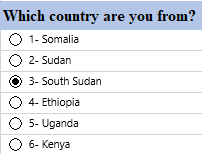 Which country are you from?
1- Somalia
2- Sudan
3- South Sudan
4- Ethiopia
5- Uganda
6- Kenya